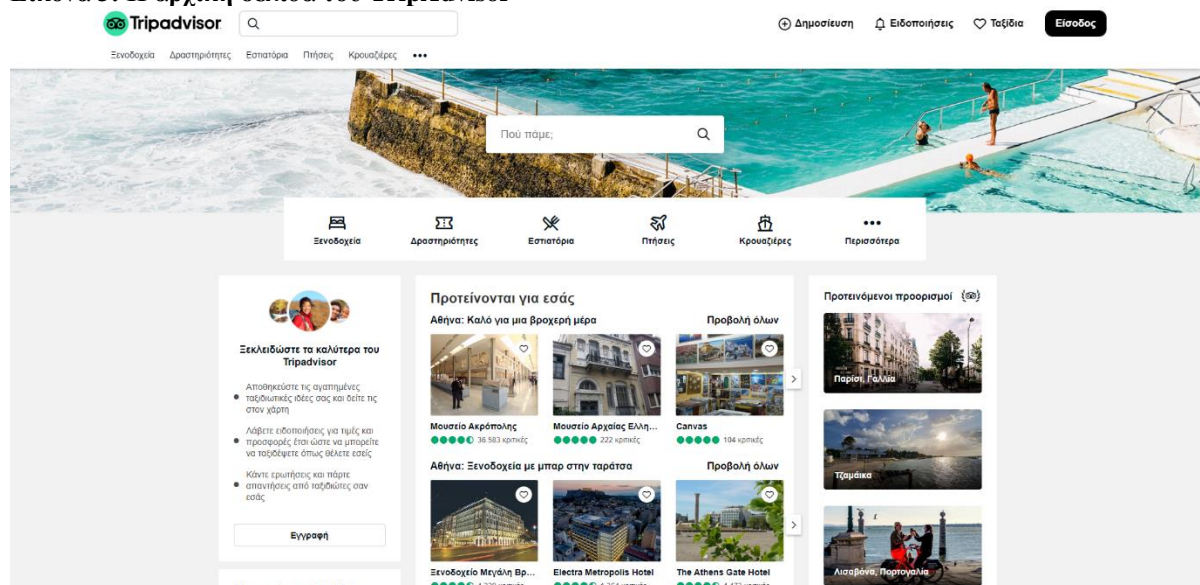 Tripadvisor
Δημοσίευση
Ειδοποιήσεις
Ταξίδια
Είσοδος
Ξενοδοχεία Δραστηριότητες Εστιατόρια Πτήσεις Κρουαζιέρες
Πού πάμε;
Ξενοδοχεία
Δραστηριότητες
Εστιατόρια
Πτήσεις
Κρουαζιέρες
Περισσότερα
Ξεκλειδώστε τα καλύτερα του
Tripadvisor
Αποθηκεύστε τις αγαπημένες
ταξιδιωτικές ιδέες σας και δείτε τις
στον χάρτη
Λάβετε ειδοποιήσεις για τιμές και
προσφορές έτσι ώστε να μπορείτε
να ταξιδέψετε όπως θέλετε εσείς
Κάντε ερωτήσεις και πάρτε
απαντήσεις από ταξιδιώτες σαν
εσάς
Εγγραφή
Προτείνονται για εσάς
Αθήνα: Καλό για μια βροχερή μέρα
Προβολή όλων
Μουσείο Ακρόπολης
36 583 κριτικές
Μουσείο Αρχαίας Ελλη...
222 κριτικές
Canvas
104 κριτικές
Αθήνα: Ξενοδοχεία με μπαρ στην ταράτσα
Προβολή όλων
Ξενοδοχείο Μεγάλη Βρ...
Electra Metropolis Hotel
The Athens Gate Hotel
Προτεινόμενοι προορισμοί
Παρίσι, Γαλλία
Τζαμάικα
Λισαβόνα, Πορτογαλία